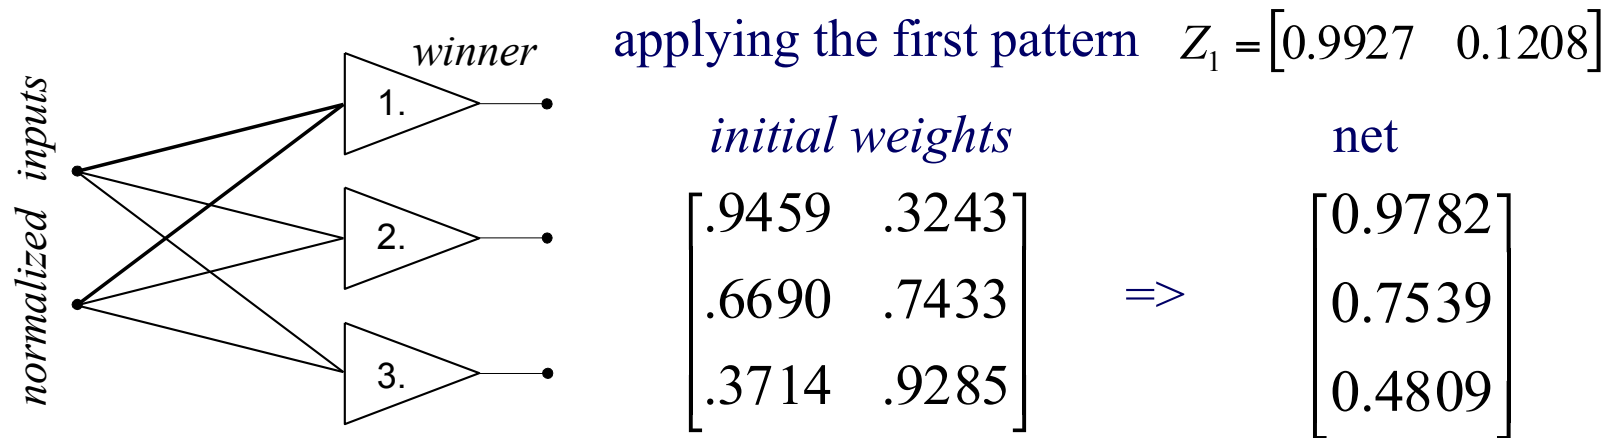 applying the first pattern Z₁ = [0.9927 0.1208]
winner
normalized inputs
1.
2.
3.
initial weights
.9459 .3243
.6690 .7433
.3714 .9285
=>
net
0.9782
0.7539
0.4809